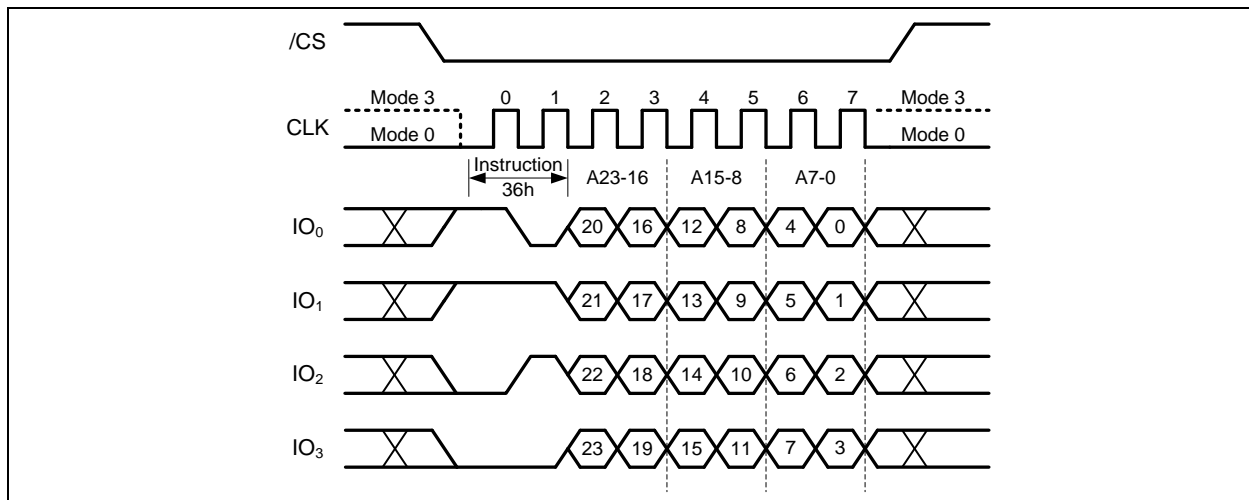 /CS
Mode 3 0 1 2 3 4 5 6 7 Mode 3
CLK
Mode 0 Mode 0
Instruction
36h A23-16 A15-8 A7-0
IO0 20 16 12 8 4 0
IO1 21 17 13 9 5 1
IO2 22 18 14 10 6 2
IO3 23 19 15 11 7 3